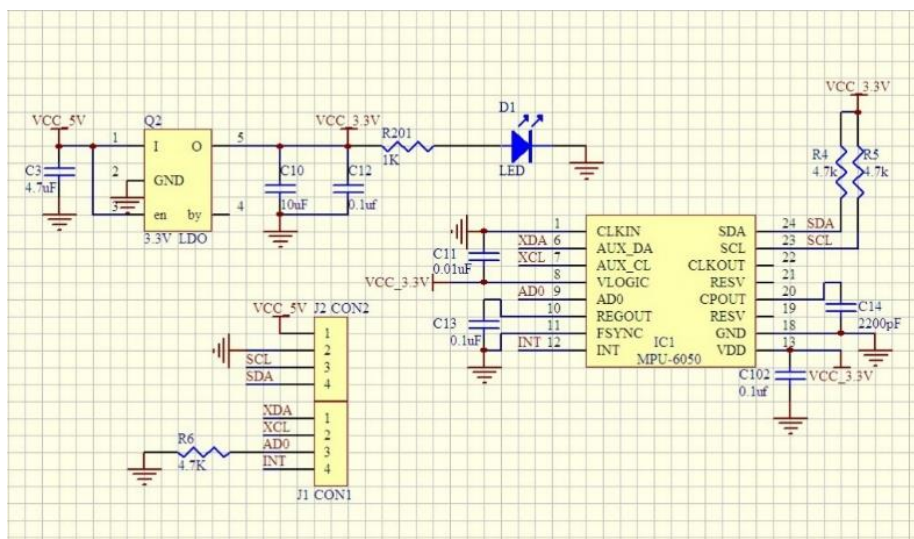 VCC_5V
Q2
1
I
O
5
VCC_3.3V
R201
1K
D1
LED
C3
4.7uF
2
GND
C10
10uF
C12
0.1uf
3
en
by
4
3.3V LDO
VCC_3.3V
R4
4.7k
R5
4.7k
1
CLKIN
SDA
24
SDA
XDA
6
AUX_DA
SCL
23
SCL
XCL
7
AUX_CL
CLKOUT
22
C11
0.01uF
VCC_3.3V
8
VLOGIC
RESV
21
AD0
9
AD0
CPOUT
20
10
REGOUT
RESV
19
C14
2200pF
C13
0.1uF
11
FSYNC
GND
18
INT
12
INT
VDD
13
IC1
MPU-6050
VCC_3.3V
C102
0.1uf
VCC_5V
J2 CON2
1
2
SCL
3
SDA
4
XDA
1
XCL
2
R6
4.7K
AD0
3
INT
4
J1 CON1